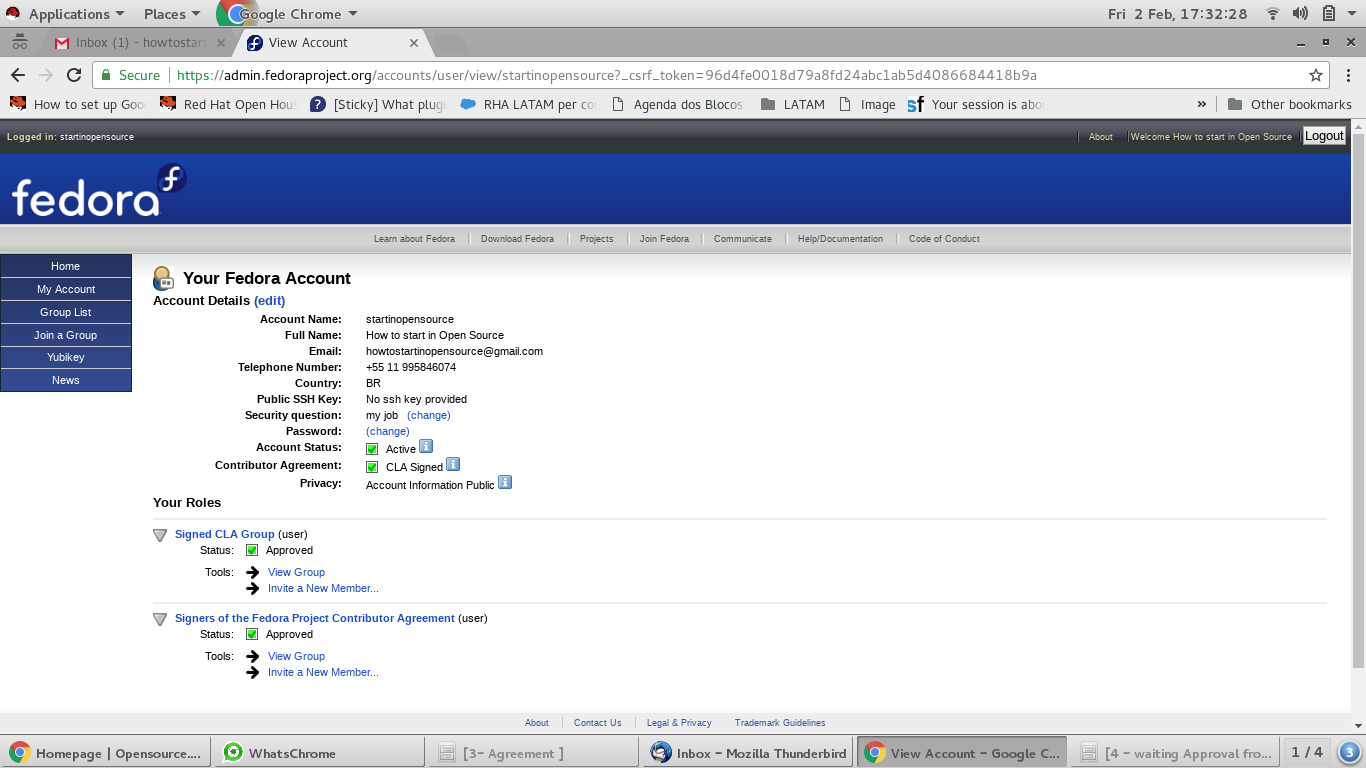 Applications Places Google Chrome Fri 2 Feb, 17:32:28
Inbox (1) - howtostart View Account
Secure https://admin.fedoraproject.org/accounts/user/view/startinopensource?_csrf_token=96d4fe0018d79a8fd24abc1ab5d4086684418b9a
How to set up Goo Red Hat Open Hous [Sticky] What plugi RHA LATAM per co Agenda dos Blocos LATAM Image Your session is abou » Other bookmarks
Logged in: startinopensource About Welcome How to start in Open Source Logout
fedora
Learn about Fedora Download Fedora Projects Join Fedora Communicate Help/Documentation Code of Conduct
Home
My Account
Group List
Join a Group
Yubikey
News
Your Fedora Account
Account Details (edit)
Account Name: startinopensource
Full Name: How to start in Open Source
Email: howtostartinopensource@gmail.com
Telephone Number: +55 11 995846074
Country: BR
Public SSH Key: No ssh key provided
Security question: my job (change)
Password: (change)
Account Status: Active
Contributor Agreement: CLA Signed
Privacy: Account Information Public
Your Roles
Signed CLA Group (user)
Status: Approved
Tools: View Group
Invite a New Member...
Signers of the Fedora Project Contributor Agreement (user)
Status: Approved
Tools: View Group
Invite a New Member...
About Contact Us Legal & Privacy Trademark Guidelines
Homepage | Opensource.... WhatsChrome [3- Agreement ] Inbox - Mozilla Thunderbird View Account - Google C... [4 - waiting Approval fro... 1 / 4 3